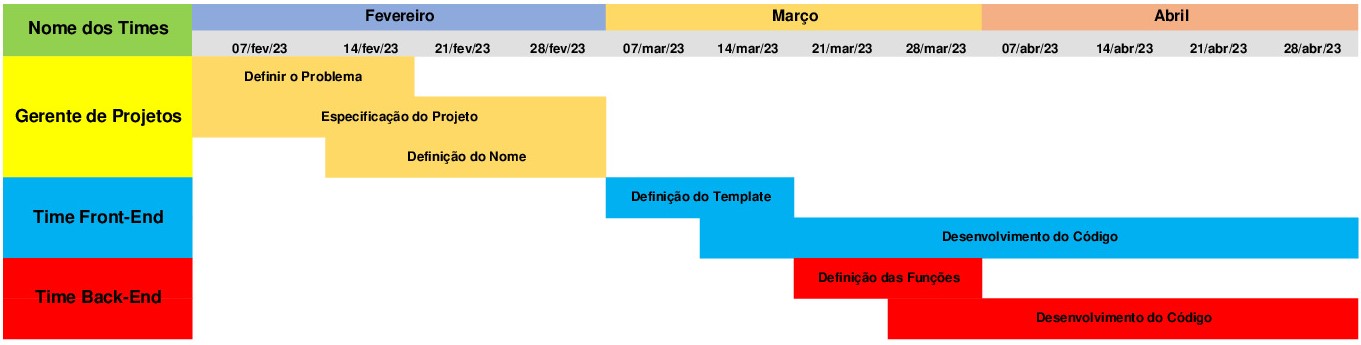 Nome dos Times
Fevereiro
Março
Abril
07/fev/23 14/fev/23 21/fev/23 28/fev/23 07/mar/23 14/mar/23 21/mar/23 28/mar/23 07/abr/23 14/abr/23 21/abr/23 28/abr/23
Gerente de Projetos
Definir o Problema
Especificação do Projeto
Definição do Nome
Time Front-End
Definição do Template
Desenvolvimento do Código
Time Back-End
Definição das Funções
Desenvolvimento do Código